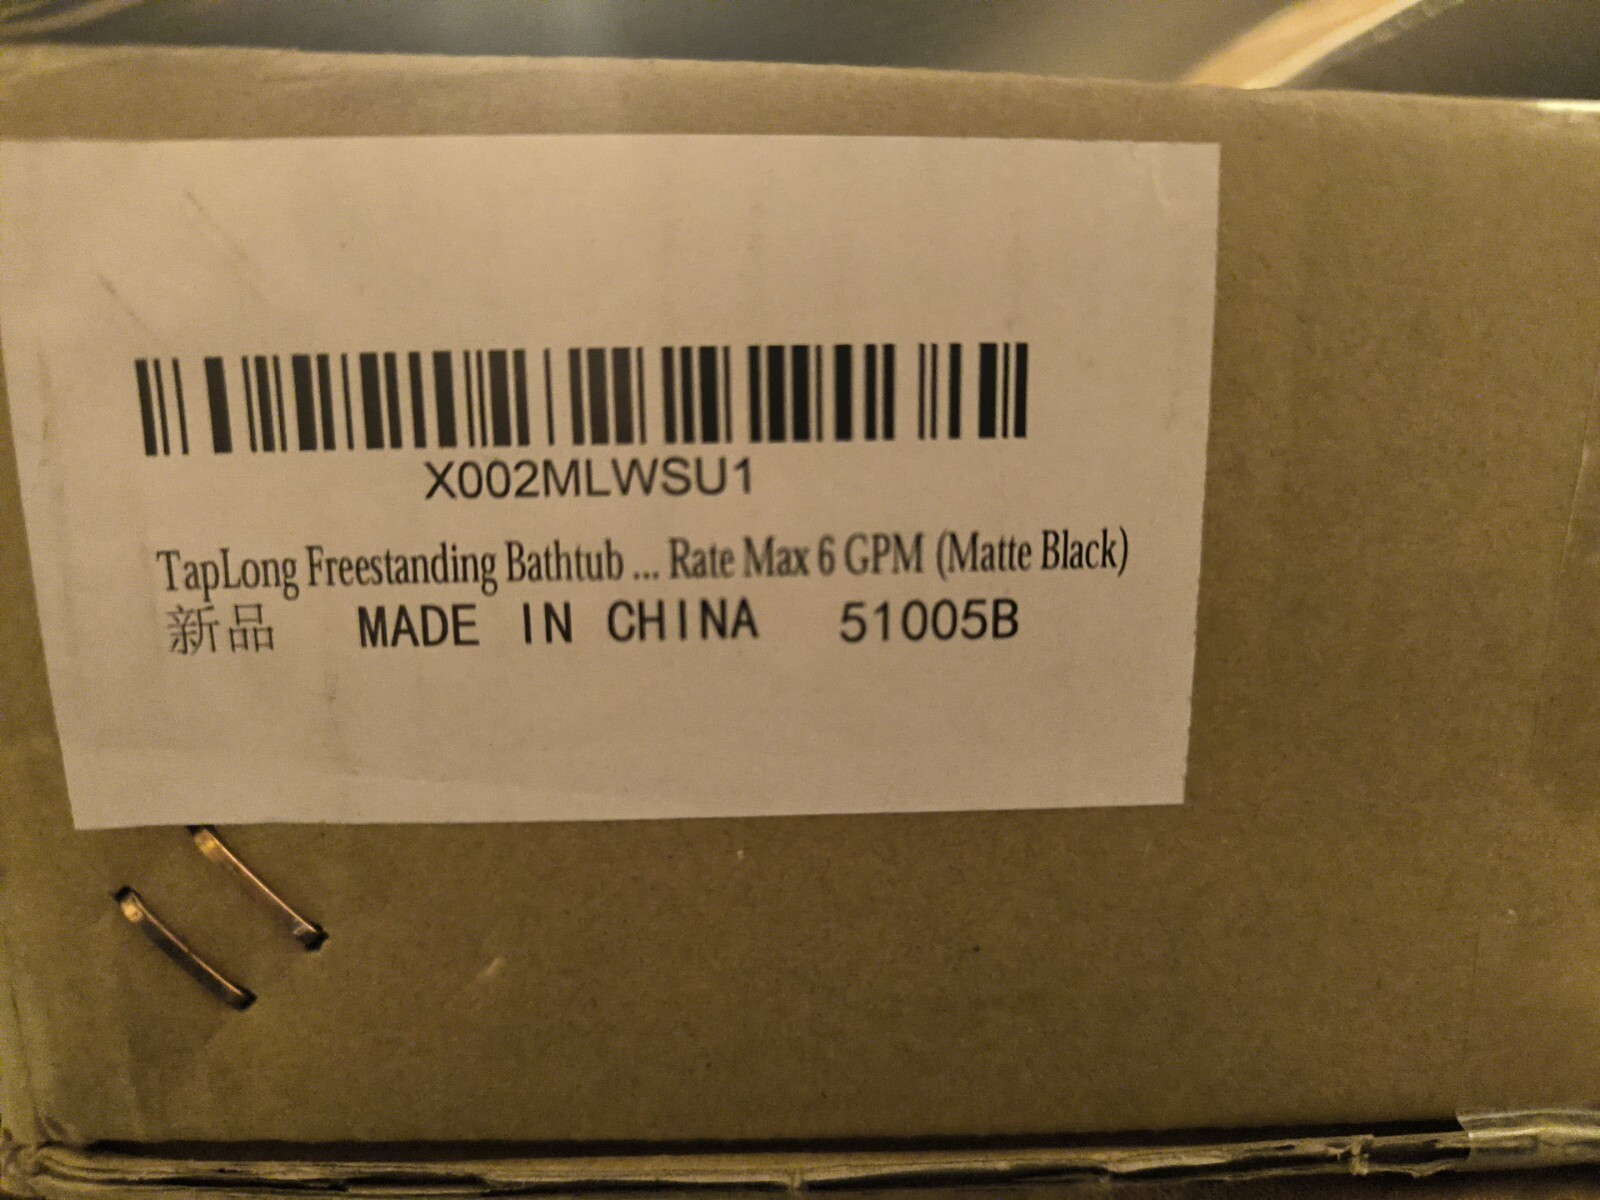 X002MLWSU1
TapLong Freestanding Bathtub ... Rate Max 6 GPM (Matte Black)
新品 MADE IN CHINA 51005B